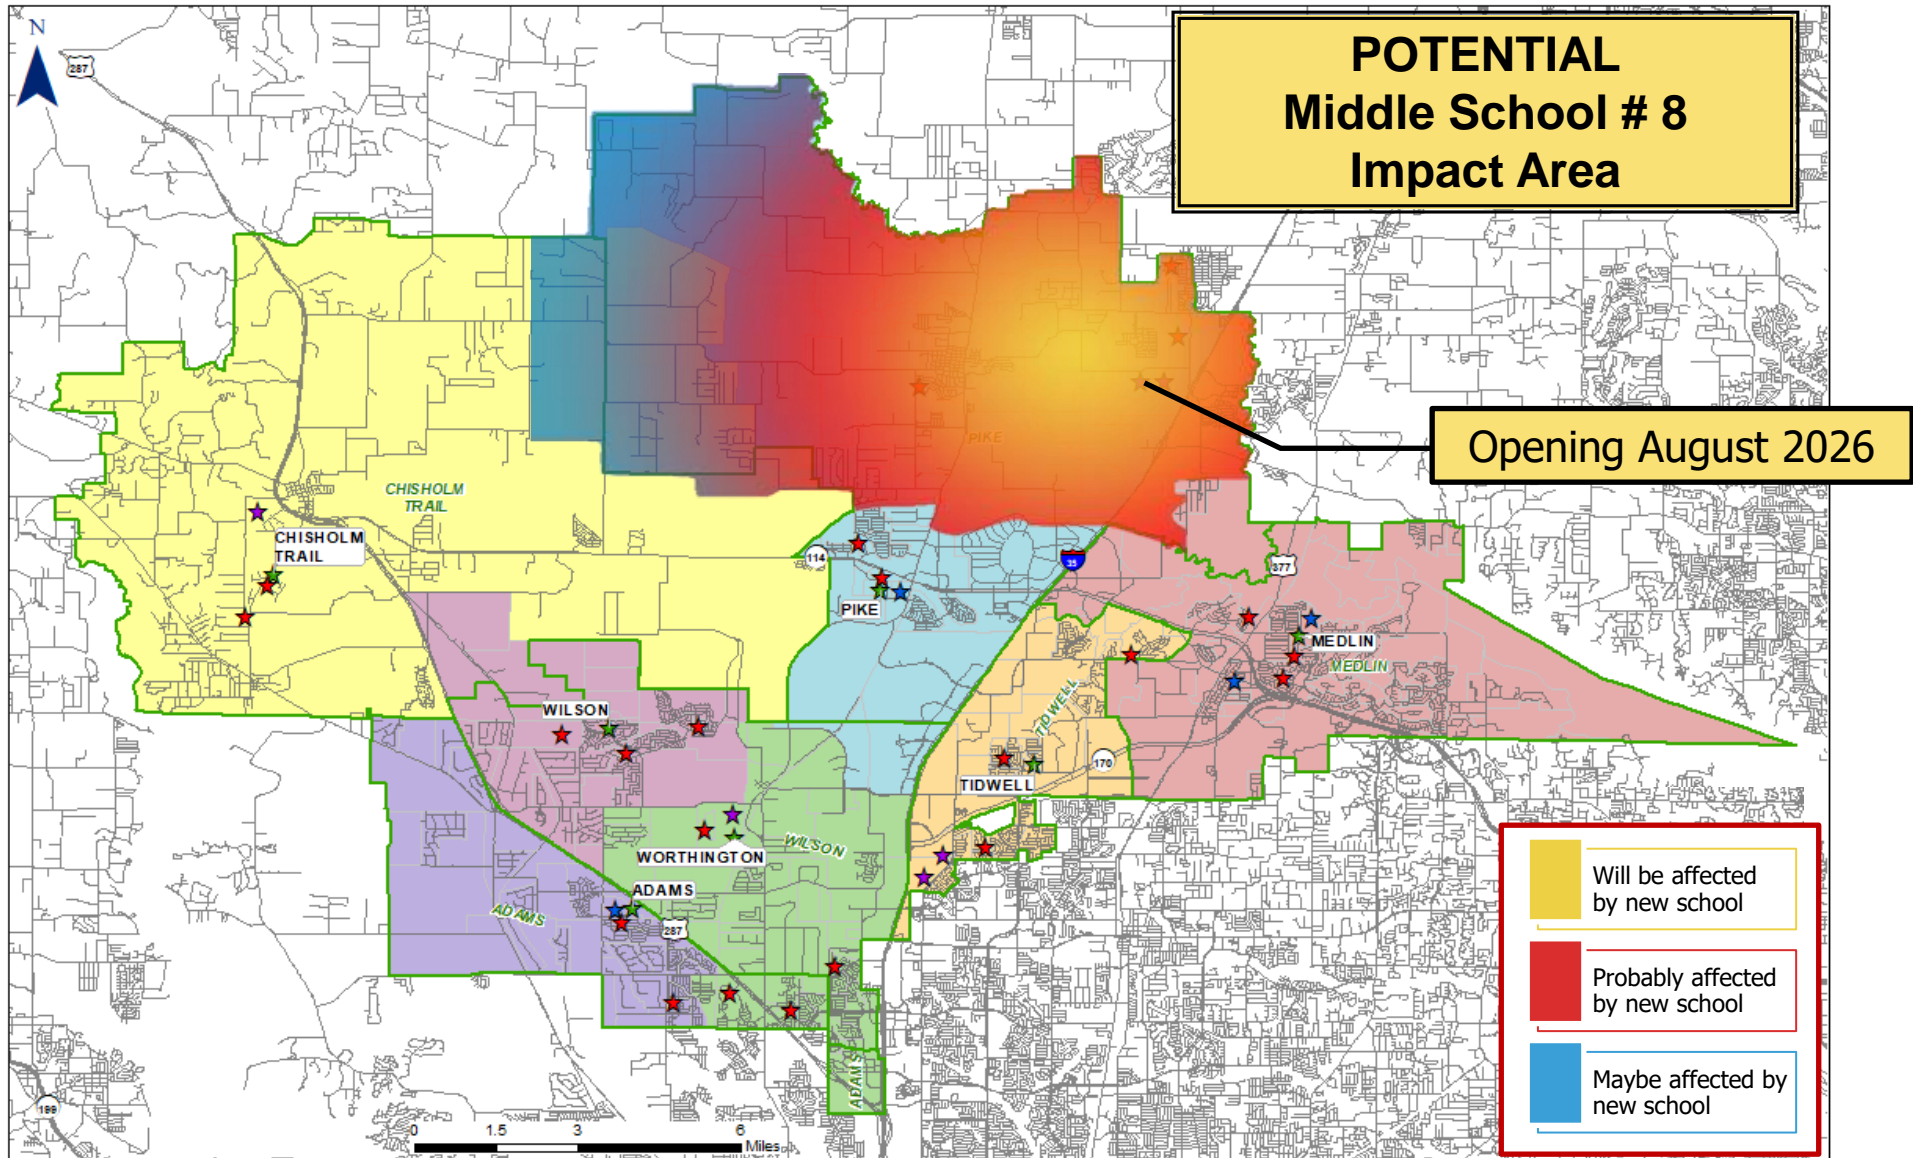 POTENTIAL
Middle School # 8
Impact Area
N
287
Opening August 2026
PIKE
CHISHOLM
TRAIL
CHISHOLM
TRAIL
114
35
377
PIKE
MEDLIN
MEDLIN
TIDWELL
WILSON
170
TIDWELL
WORTHINGTON
WILSON
ADAMS
ADAMS
287
ADAMS
199
0
1.5
3
6
Miles
Will be affected
by new school
Probably affected
by new school
Maybe affected by
new school